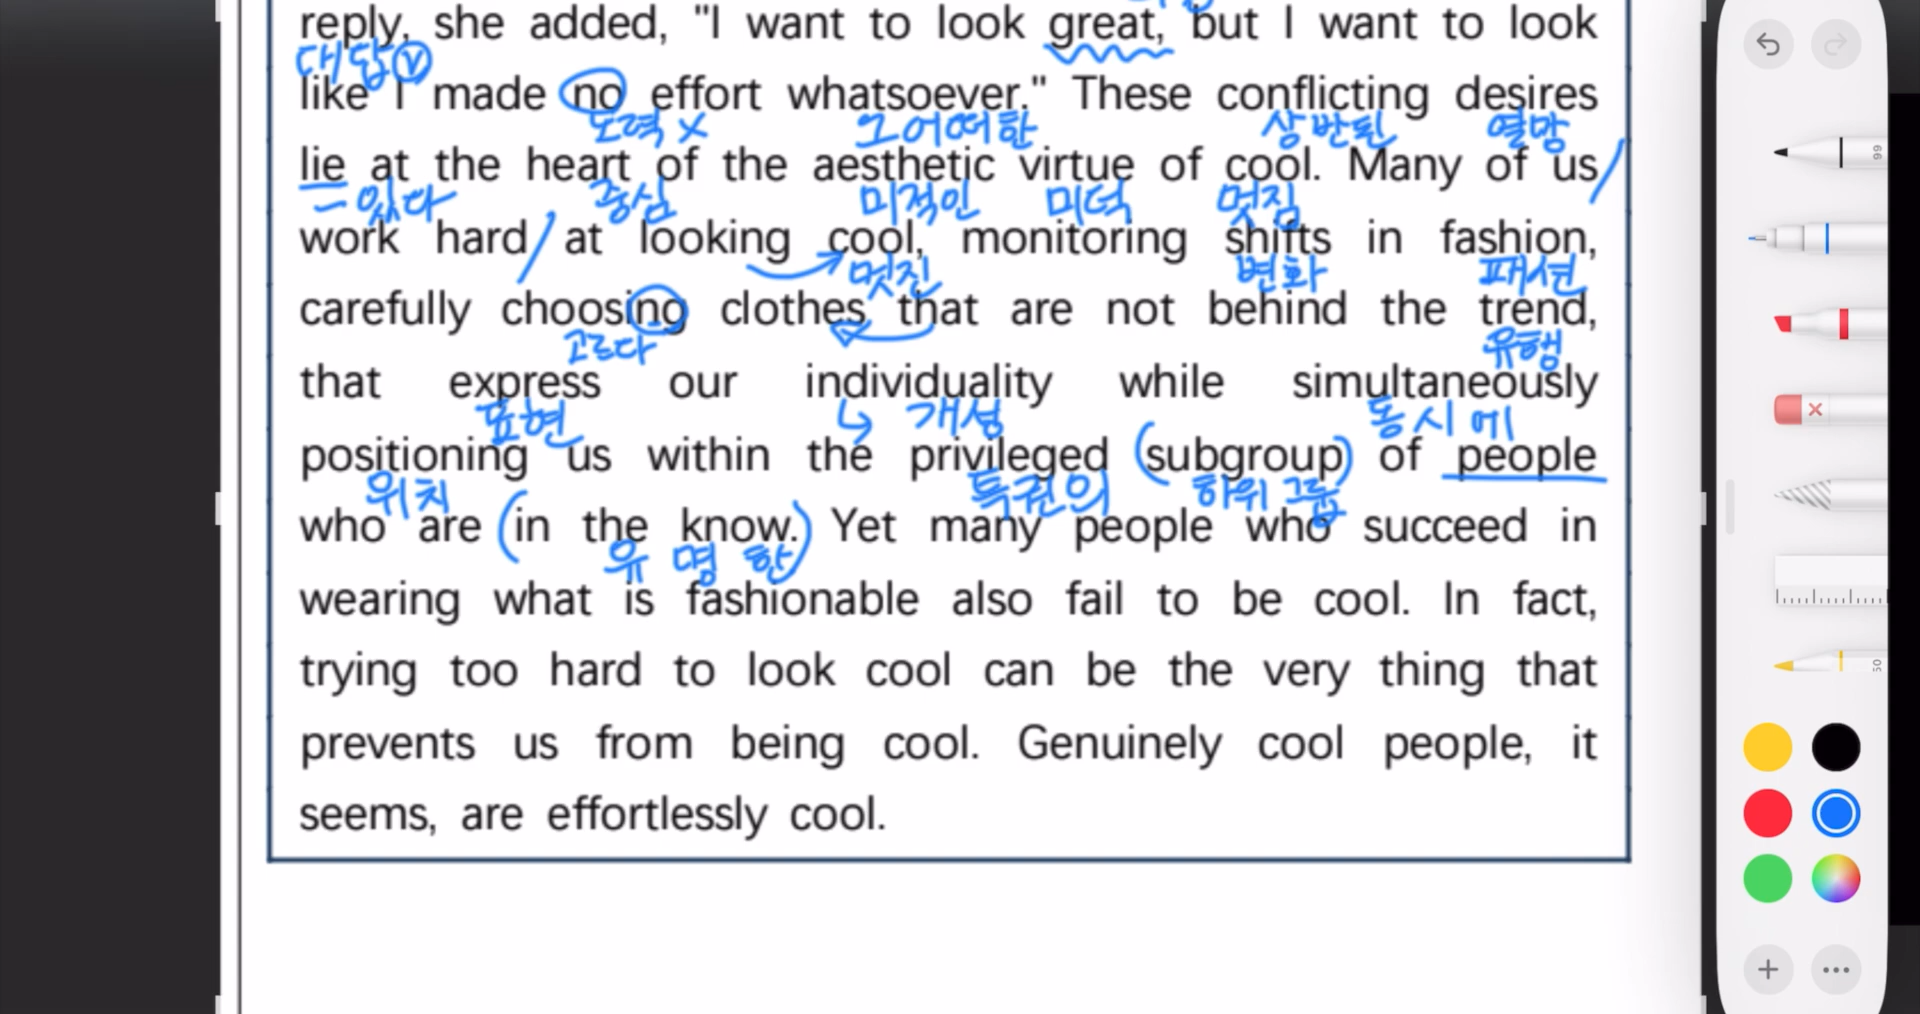 reply, she added, "I want to look great, but I want to look
대답 v
like I made no effort whatsoever." These conflicting desires
노력 x 그 어떠한 상반된 열망
lie at the heart of the aesthetic virtue of cool. Many of us
= 있다 중심 미적인 미덕 멋짐
work hard at looking cool, monitoring shifts in fashion,
멋진 변화 패션
carefully choosing clothes that are not behind the trend,
고르다 유행
that express our individuality while simultaneously
표현 개성 동시에
positioning us within the privileged (subgroup) of people
위치 특권의 하위 그룹
who are (in the know.) Yet many people who succeed in
유명한
wearing what is fashionable also fail to be cool. In fact,
trying too hard to look cool can be the very thing that
prevents us from being cool. Genuinely cool people, it
seems, are effortlessly cool.
99
50